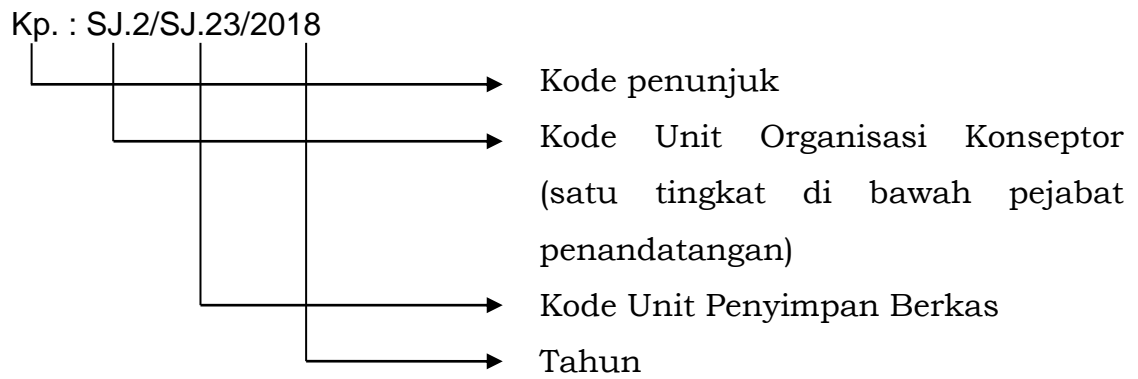 Kp. : SJ.2/SJ.23/2018
Kode penunjuk
Kode Unit Organisasi Konseptor
(satu tingkat di bawah pejabat
penandatangan)
Kode Unit Penyimpan Berkas
Tahun